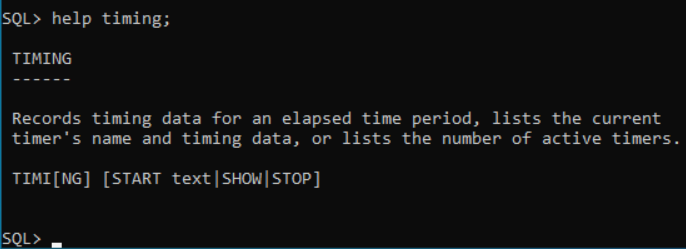 SQL> help timing;
TIMING
------
Records timing data for an elapsed time period, lists the current
timer's name and timing data, or lists the number of active timers.
TIMI[NG] [START text|SHOW|STOP]
SQL>